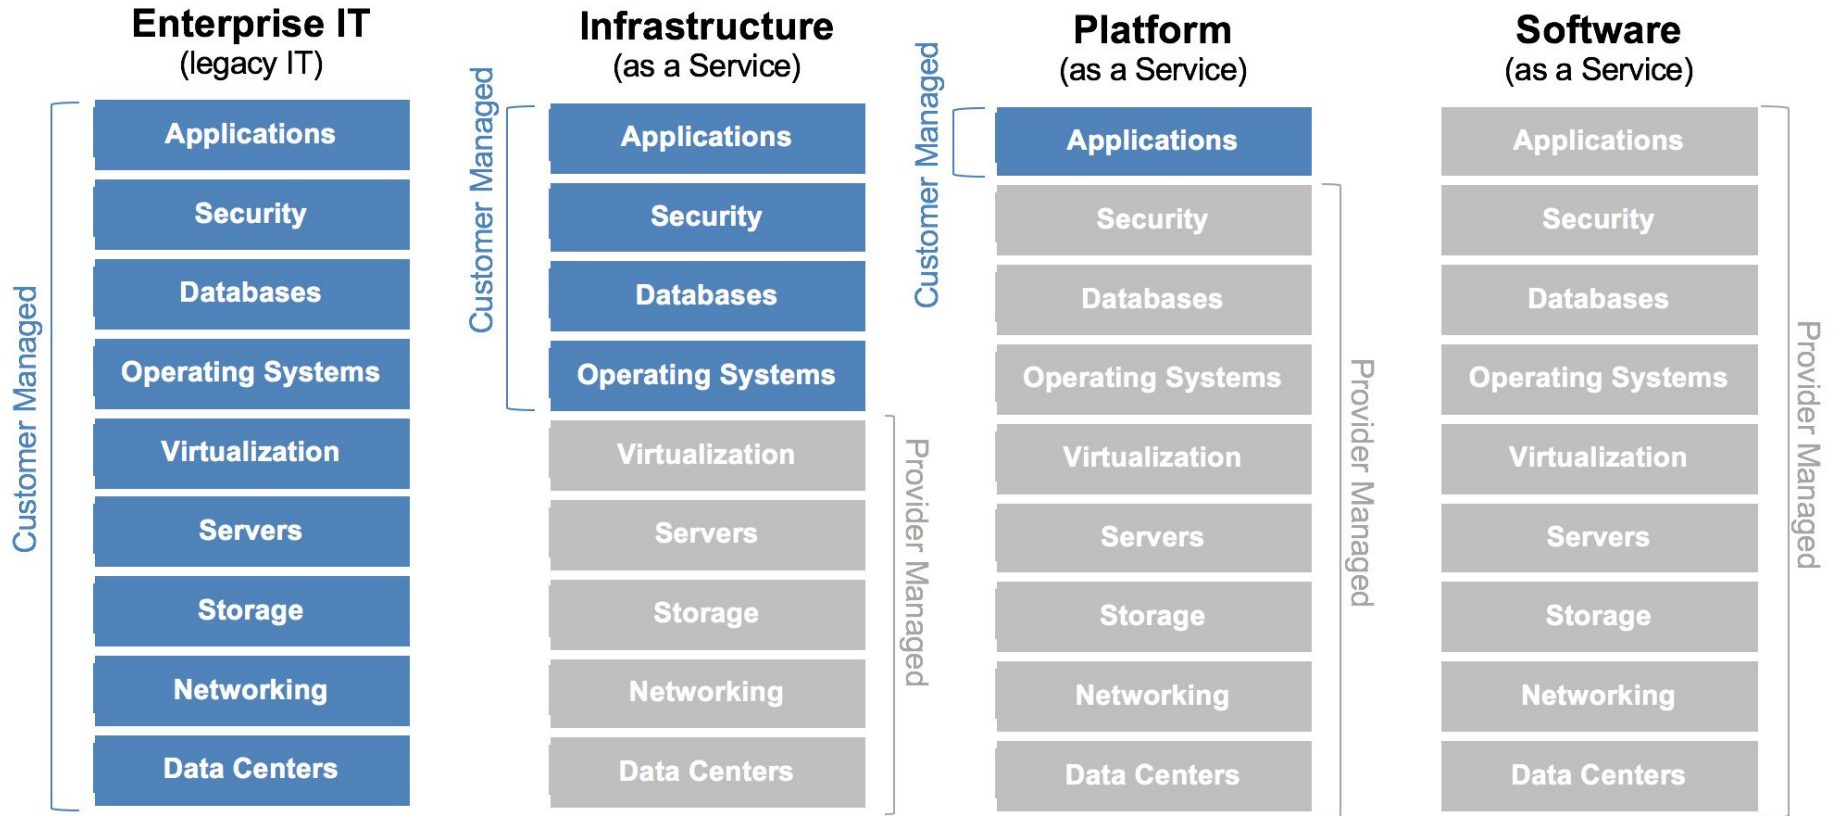 Enterprise IT
(legacy IT)
Customer Managed
Applications
Security
Databases
Operating Systems
Virtualization
Servers
Storage
Networking
Data Centers
Infrastructure
(as a Service)
Customer Managed
Applications
Security
Databases
Operating Systems
Virtualization
Servers
Storage
Networking
Data Centers
Provider Managed
Platform
(as a Service)
Customer Managed
Applications
Security
Databases
Operating Systems
Virtualization
Servers
Storage
Networking
Data Centers
Provider Managed
Software
(as a Service)
Applications
Security
Databases
Operating Systems
Virtualization
Servers
Storage
Networking
Data Centers
Provider Managed